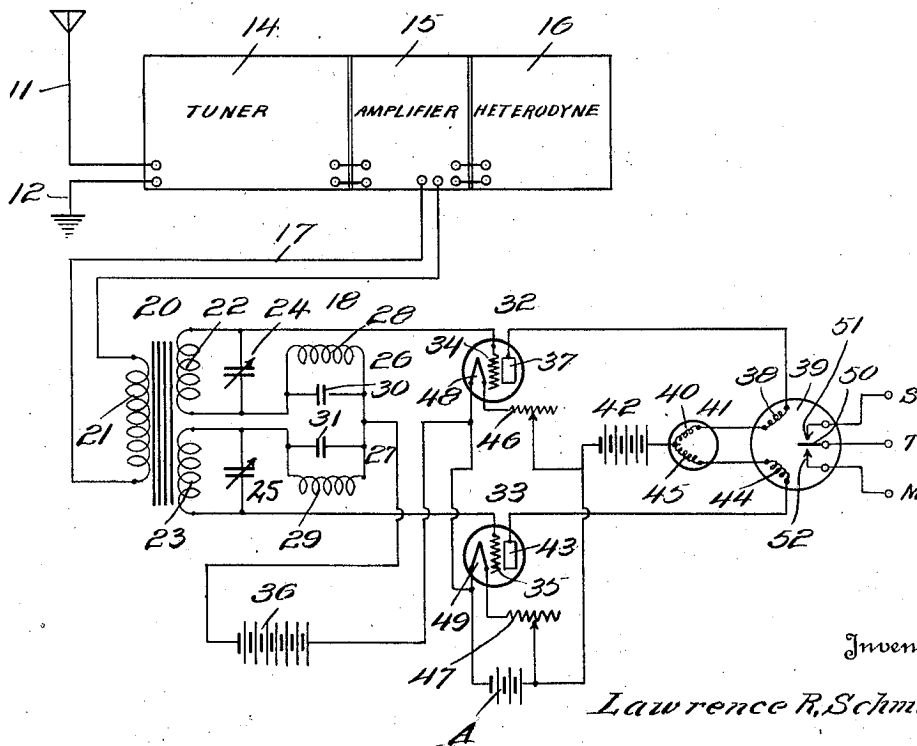 14 15 16
11
TUNER AMPLIFIER HETERODYNE
12
17
20 22 24 18 28 32 51
34 26 37 38 39 50
30 48 40 41 S
21 31 46 42 T
27 45 44 M
25 33 52
23 29 43
36 35
49
47
A
Inven
Lawrence R. Schm